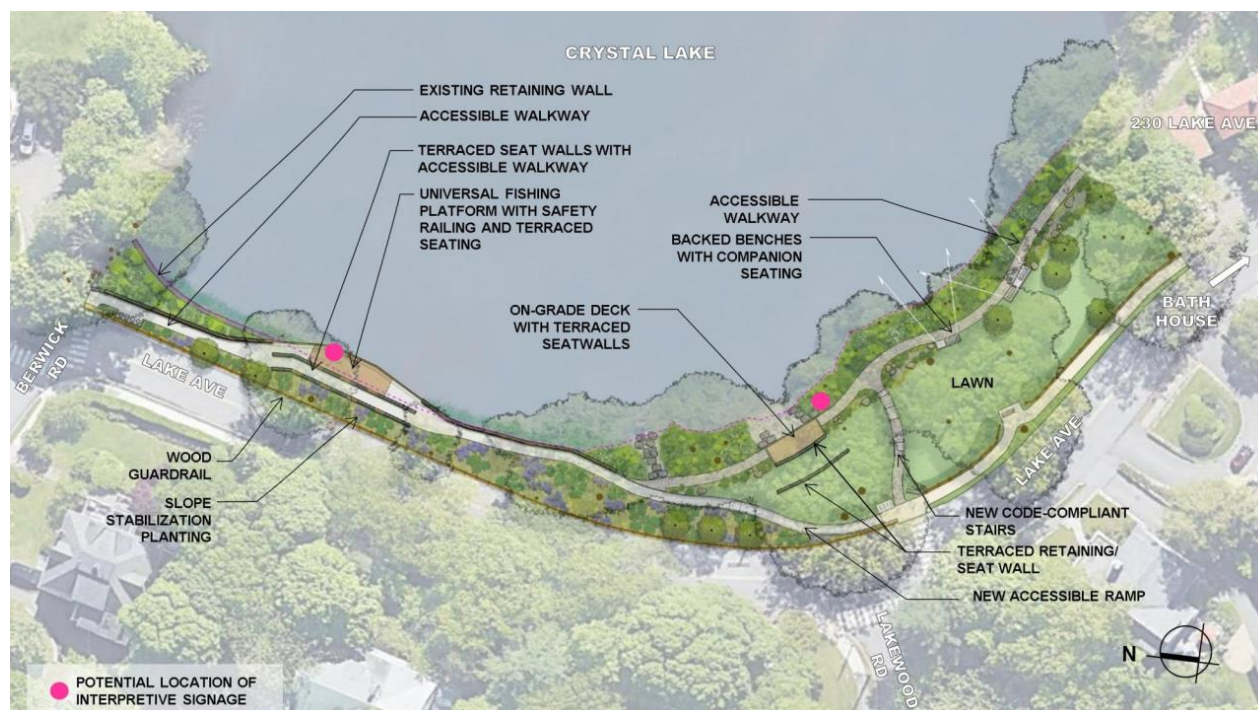 CRYSTAL LAKE
EXISTING RETAINING WALL
ACCESSIBLE WALKWAY
TERRACED SEAT WALLS WITH
ACCESSIBLE WALKWAY
UNIVERSAL FISHING
PLATFORM WITH SAFETY
RAILING AND TERRACED
SEATING
230 LAKE AVE
ACCESSIBLE
WALKWAY
BACKED BENCHES
WITH COMPANION
SEATING
ON-GRADE DECK
WITH TERRACED
SEATWALLS
BATH
HOUSE
BERWICK
RD
LAKE AVE
LAWN
LAKE AVE
WOOD
GUARDRAIL
SLOPE
STABILIZATION
PLANTING
NEW CODE-COMPLIANT
STAIRS
TERRACED RETAINING/
SEAT WALL
NEW ACCESSIBLE RAMP
LAKEWOOD
RD
N
POTENTIAL LOCATION OF
INTERPRETIVE SIGNAGE